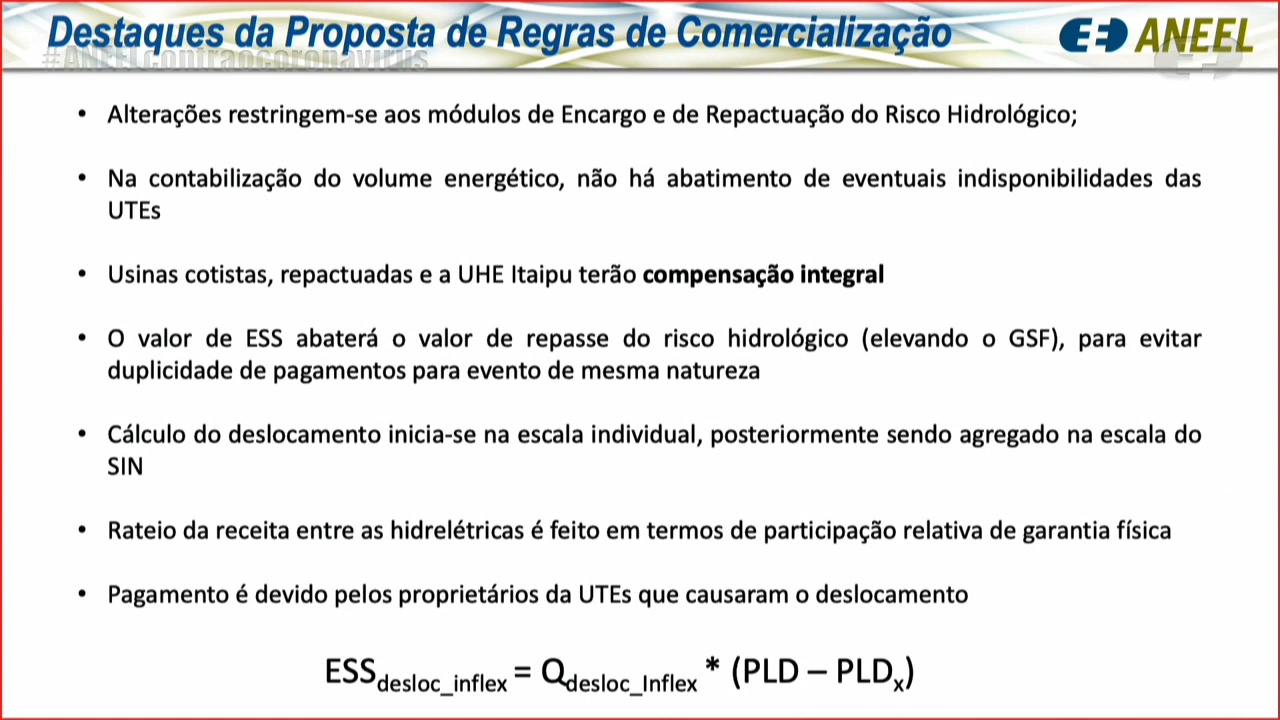 Destaques da Proposta de Regras de Comercialização
ANEEL
#ANEELcontraocoronavírus
• Alterações restringem-se aos módulos de Encargo e de Repactuação do Risco Hidrológico;
• Na contabilização do volume energético, não há abatimento de eventuais indisponibilidades das
UTEs
• Usinas cotistas, repactuadas e a UHE Itaipu terão compensação integral
• O valor de ESS abaterá o valor de repasse do risco hidrológico (elevando o GSF), para evitar
duplicidade de pagamentos para evento de mesma natureza
• Cálculo do deslocamento inicia-se na escala individual, posteriormente sendo agregado na escala do
SIN
• Rateio da receita entre as hidrelétricas é feito em termos de participação relativa de garantia física
• Pagamento é devido pelos proprietários da UTEs que causaram o deslocamento
ESSdesloc_inflex = Qdesloc_Inflex * (PLD – PLDx)